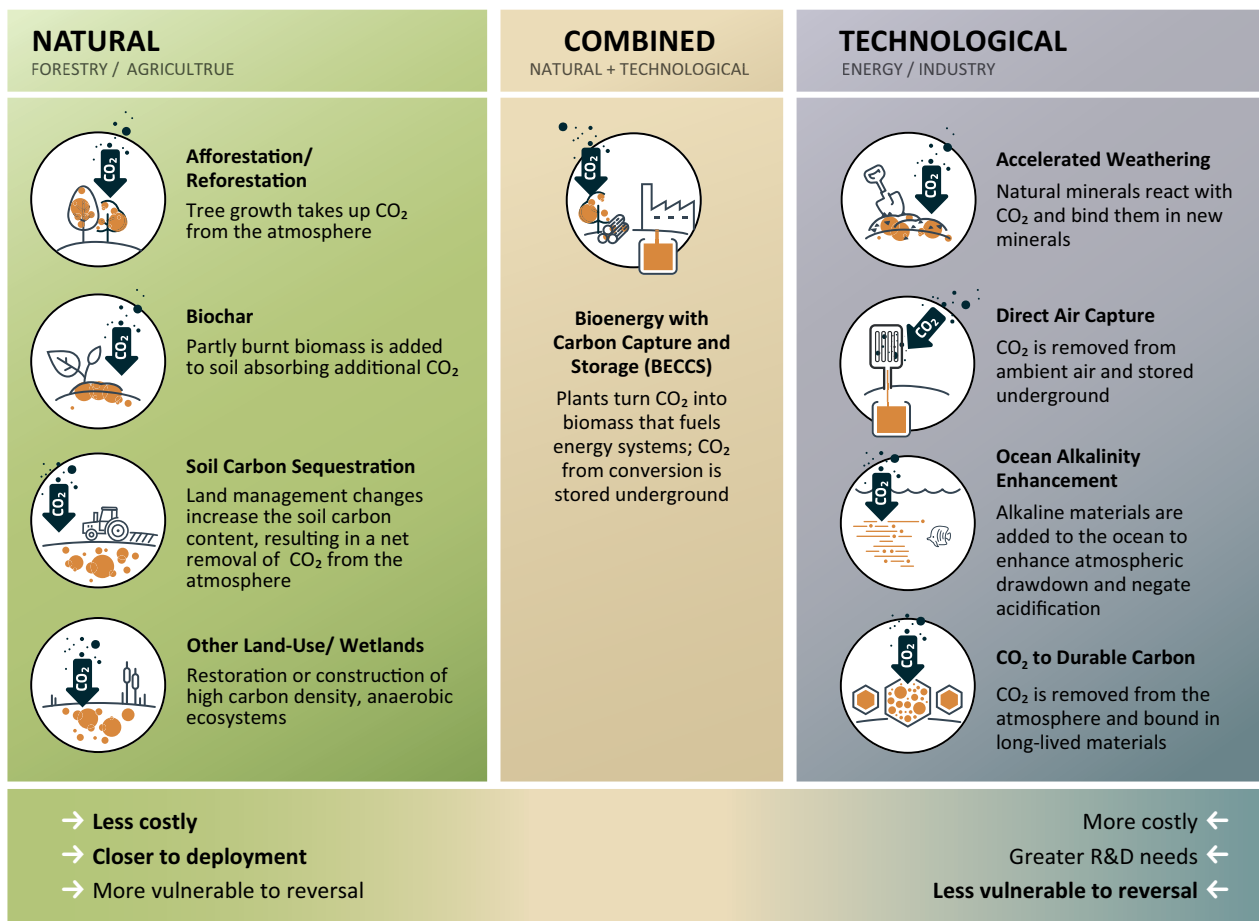 NATURAL
FORESTRY / AGRICULTRUE
CO₂
Afforestation/
Reforestation
Tree growth takes up CO₂
from the atmosphere
CO₂
Biochar
Partly burnt biomass is added
to soil absorbing additional CO₂
CO₂
Soil Carbon Sequestration
Land management changes
increase the soil carbon
content, resulting in a net
removal of CO₂ from the
atmosphere
CO₂
Other Land-Use/ Wetlands
Restoration or construction of
high carbon density, anaerobic
ecosystems
COMBINED
NATURAL + TECHNOLOGICAL
CO₂
Bioenergy with
Carbon Capture and
Storage (BECCS)
Plants turn CO₂ into
biomass that fuels
energy systems; CO₂
from conversion is
stored underground
TECHNOLOGICAL
ENERGY / INDUSTRY
CO₂
Accelerated Weathering
Natural minerals react with
CO₂ and bind them in new
minerals
CO₂
Direct Air Capture
CO₂ is removed from
ambient air and stored
underground
CO₂
Ocean Alkalinity
Enhancement
Alkaline materials are
added to the ocean to
enhance atmospheric
drawdown and negate
acidification
CO₂
CO₂ to Durable Carbon
CO₂ is removed from the
atmosphere and bound in
long-lived materials
→ Less costly
→ Closer to deployment
→ More vulnerable to reversal
More costly ←
Greater R&D needs ←
Less vulnerable to reversal ←